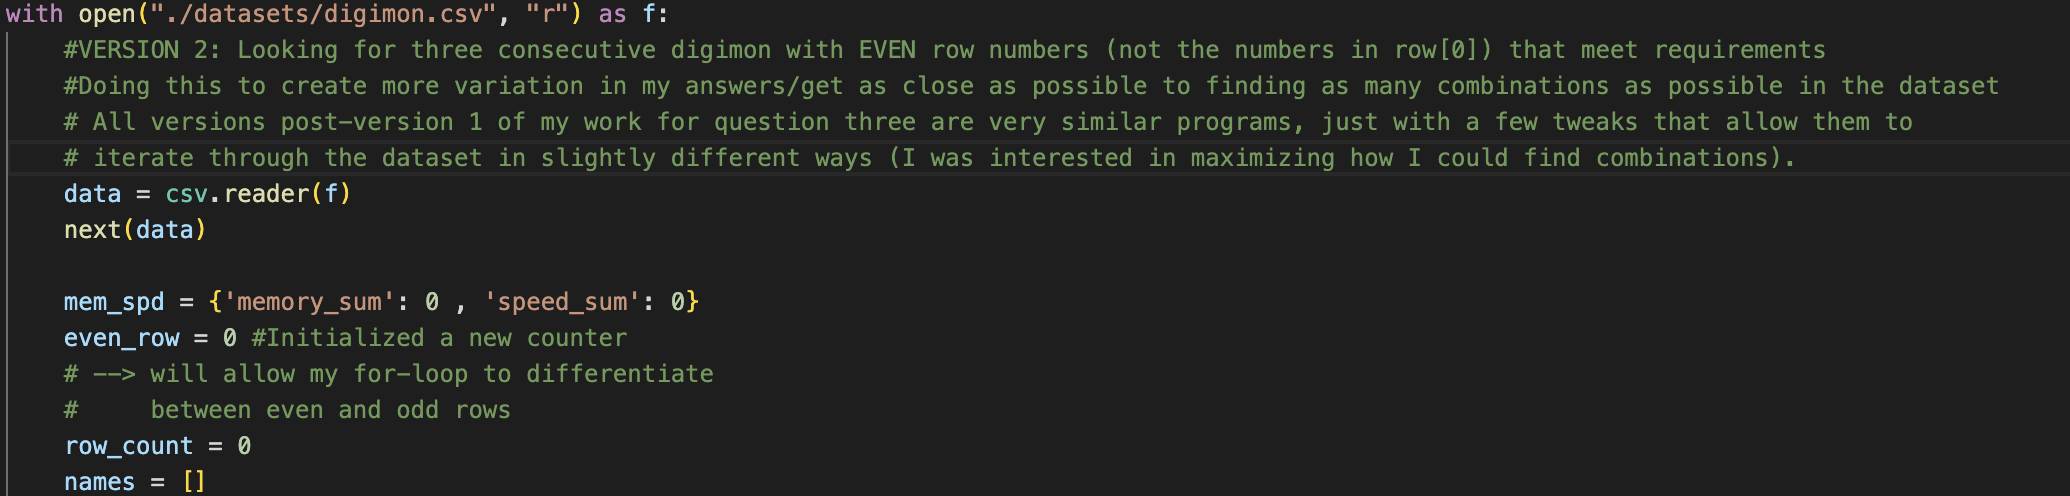 with open("./datasets/digimon.csv", "r") as f:
    #VERSION 2: Looking for three consecutive digimon with EVEN row numbers (not the numbers in row[0]) that meet requirements
    #Doing this to create more variation in my answers/get as close as possible to finding as many combinations as possible in the dataset
    # All versions post-version 1 of my work for question three are very similar programs, just with a few tweaks that allow them to
    # iterate through the dataset in slightly different ways (I was interested in maximizing how I could find combinations).
    data = csv.reader(f)
    next(data)

    mem_spd = {'memory_sum': 0 , 'speed_sum': 0}
    even_row = 0 #Initialized a new counter
    # --> will allow my for-loop to differentiate
    #     between even and odd rows
    row_count = 0
    names = []